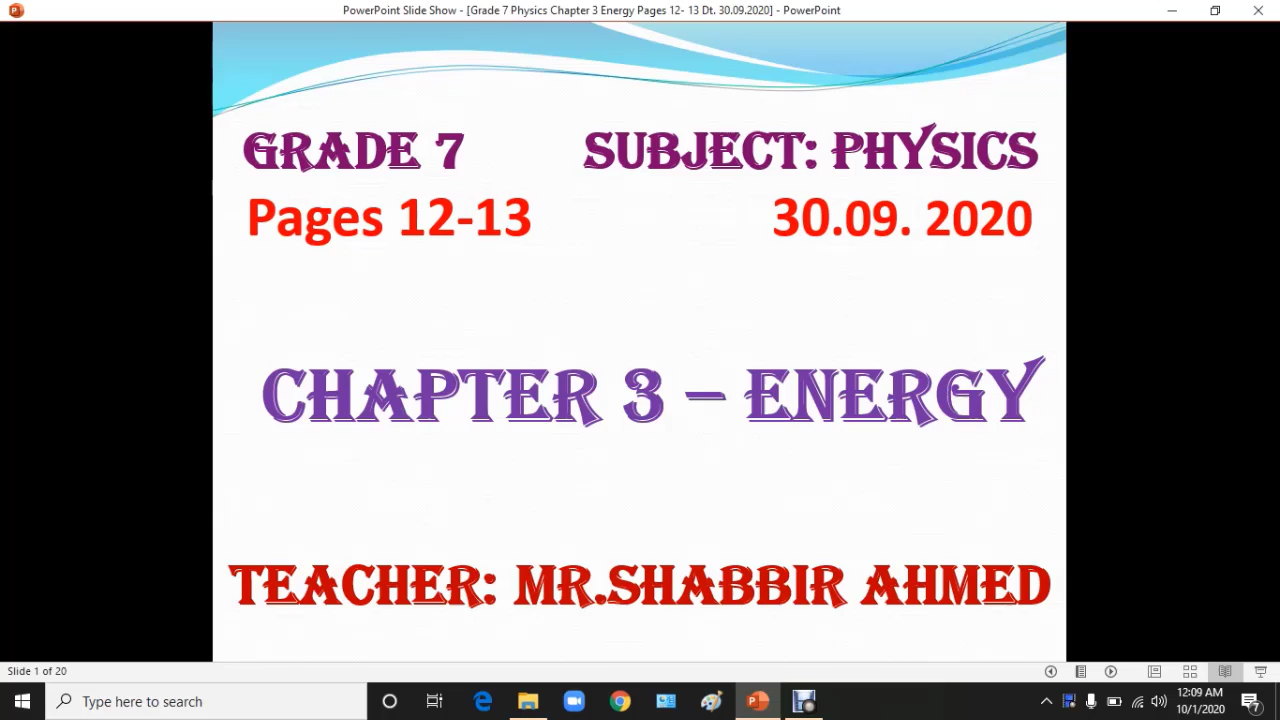 PowerPoint Slide Show - [Grade 7 Physics Chapter 3 Energy Pages 12- 13 Dt. 30.09.2020] - PowerPoint
GRADE 7 SUBJECT: PHYSICS
Pages 12-13 30.09. 2020
CHAPTER 3 – ENERGY
TEACHER: MR.SHABBIR AHMED
Slide 1 of 20
Type here to search
12:09 AM
10/1/2020
7